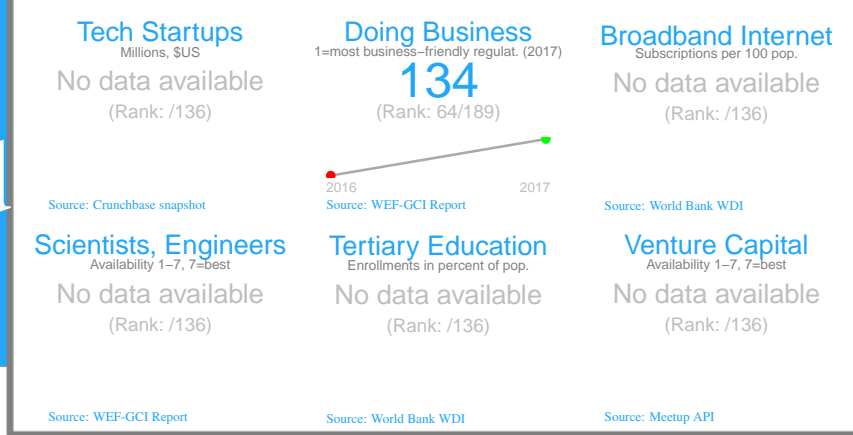 Tech Startups
Millions, $US
No data available
(Rank: /136)
Source: Crunchbase snapshot
Doing Business
1=most business−friendly regulat. (2017)
134
(Rank: 64/189)
2016 2017
Source: WEF-GCI Report
Broadband Internet
Subscriptions per 100 pop.
No data available
(Rank: /136)
Source: World Bank WDI
Scientists, Engineers
Availability 1−7, 7=best
No data available
(Rank: /136)
Source: WEF-GCI Report
Tertiary Education
Enrollments in percent of pop.
No data available
(Rank: /136)
Source: World Bank WDI
Venture Capital
Availability 1−7, 7=best
No data available
(Rank: /136)
Source: Meetup API